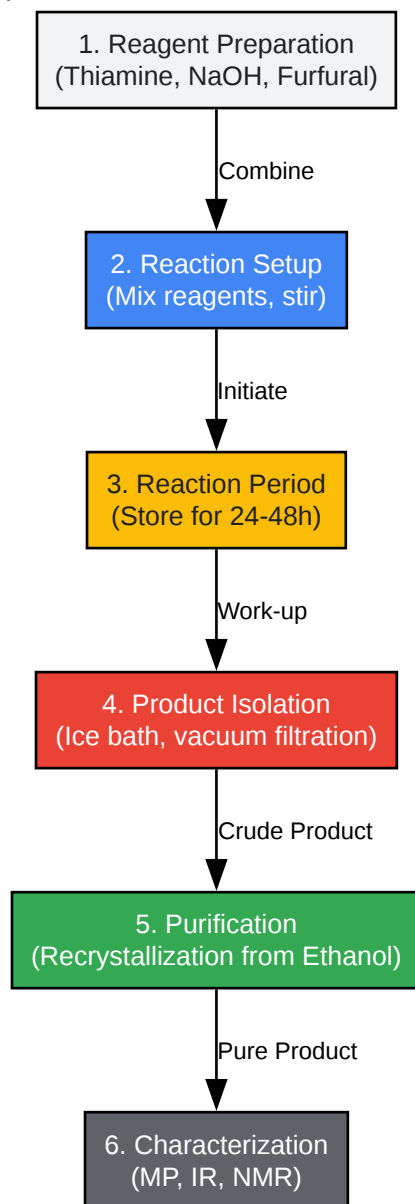 1. Reagent Preparation
(Thiamine, NaOH, Furfural)
Combine
2. Reaction Setup
(Mix reagents, stir)
Initiate
3. Reaction Period
(Store for 24-48h)
Work-up
4. Product Isolation
(Ice bath, vacuum filtration)
Crude Product
5. Purification
(Recrystallization from Ethanol)
Pure Product
6. Characterization
(MP, IR, NMR)